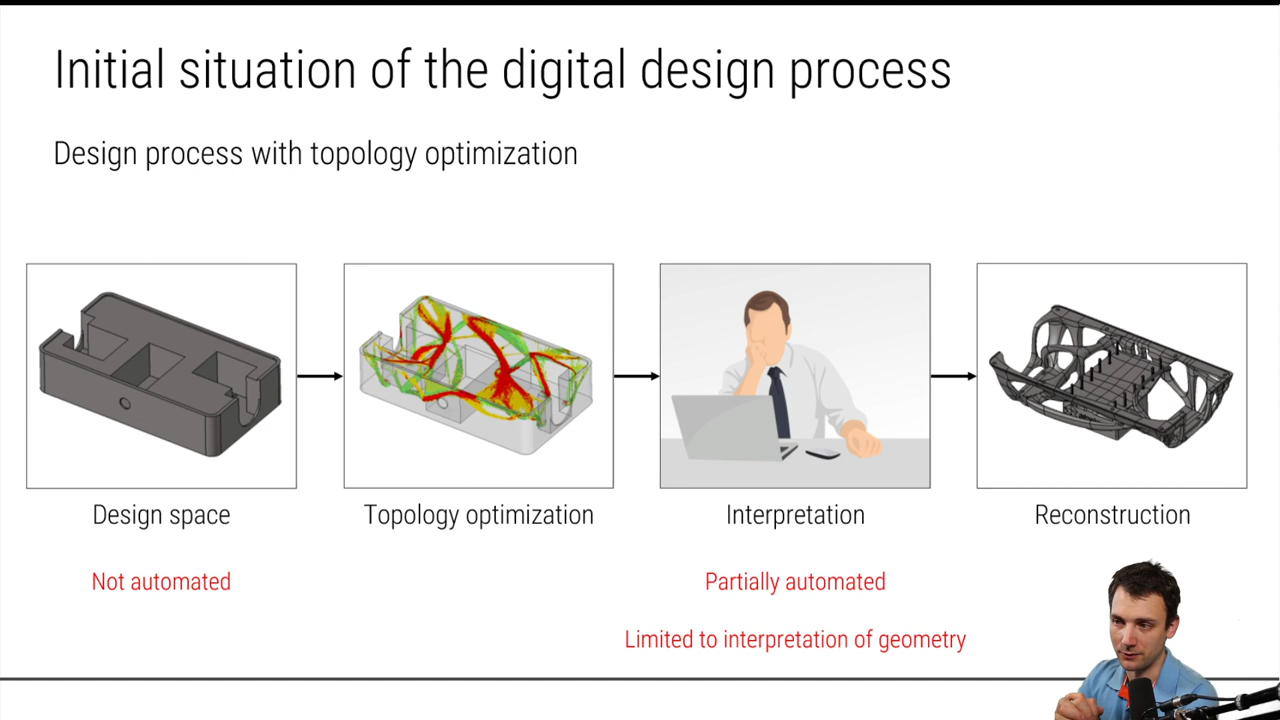 Initial situation of the digital design process
Design process with topology optimization
Design space
Topology optimization
Interpretation
Reconstruction
Not automated
Partially automated
Limited to interpretation of geometry